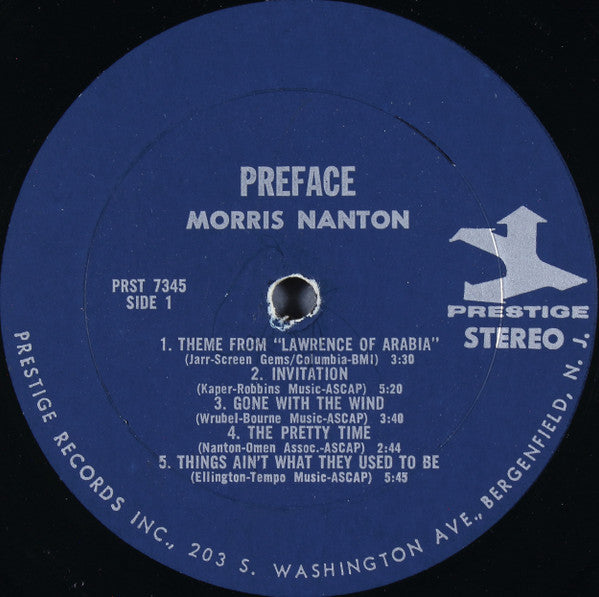 PREFACE
MORRIS NANTON
PRST 7345
SIDE 1
PRESTIGE
STEREO
1. THEME FROM "LAWRENCE OF ARABIA"
(Jarr-Screen Gems/Columbia-BMI) 3:30
2. INVITATION
(Kaper-Robbins Music-ASCAP) 5:20
3. GONE WITH THE WIND
(Wrubel-Bourne Music-ASCAP) 3:40
4. THE PRETTY TIME
(Nanton-Omen Assoc.-ASCAP) 2:44
5. THINGS AIN'T WHAT THEY USED TO BE
(Ellington-Tempo Music-ASCAP) 5:45
PRESTIGE RECORDS INC., 203 S. WASHINGTON AVE., BERGENFIELD, N. J.